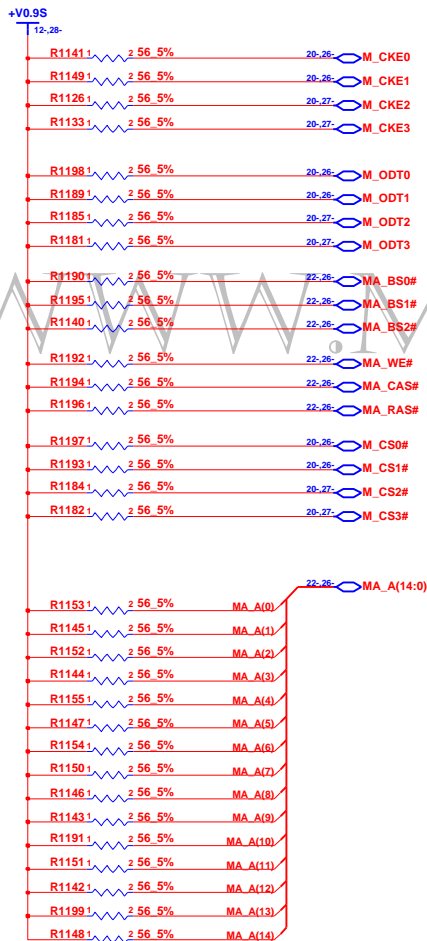 +V0.9S
12-,28-
R1141 1 2 56_5% 20-,26- M_CKE0
R1149 1 2 56_5% 20-,26- M_CKE1
R1126 1 2 56_5% 20-,27- M_CKE2
R1133 1 2 56_5% 20-,27- M_CKE3
R1198 1 2 56_5% 20-,26- M_ODT0
R1189 1 2 56_5% 20-,26- M_ODT1
R1185 1 2 56_5% 20-,27- M_ODT2
R1181 1 2 56_5% 20-,27- M_ODT3
R1190 1 2 56_5% 22-,26- MA_BS0#
R1195 1 2 56_5% 22-,26- MA_BS1#
R1140 1 2 56_5% 22-,26- MA_BS2#
WWW.M
R1192 1 2 56_5% 22-,26- MA_WE#
R1194 1 2 56_5% 22-,26- MA_CAS#
R1196 1 2 56_5% 22-,26- MA_RAS#
R1197 1 2 56_5% 20-,26- M_CS0#
R1193 1 2 56_5% 20-,26- M_CS1#
R1184 1 2 56_5% 20-,27- M_CS2#
R1182 1 2 56_5% 20-,27- M_CS3#
22-,26- MA_A(14:0)
R1153 1 2 56_5% MA_A(0)
R1145 1 2 56_5% MA_A(1)
R1152 1 2 56_5% MA_A(2)
R1144 1 2 56_5% MA_A(3)
R1155 1 2 56_5% MA_A(4)
R1147 1 2 56_5% MA_A(5)
R1154 1 2 56_5% MA_A(6)
R1150 1 2 56_5% MA_A(7)
R1146 1 2 56_5% MA_A(8)
R1143 1 2 56_5% MA_A(9)
R1191 1 2 56_5% MA_A(10)
R1151 1 2 56_5% MA_A(11)
R1142 1 2 56_5% MA_A(12)
R1199 1 2 56_5% MA_A(13)
R1148 1 2 56_5% MA_A(14)